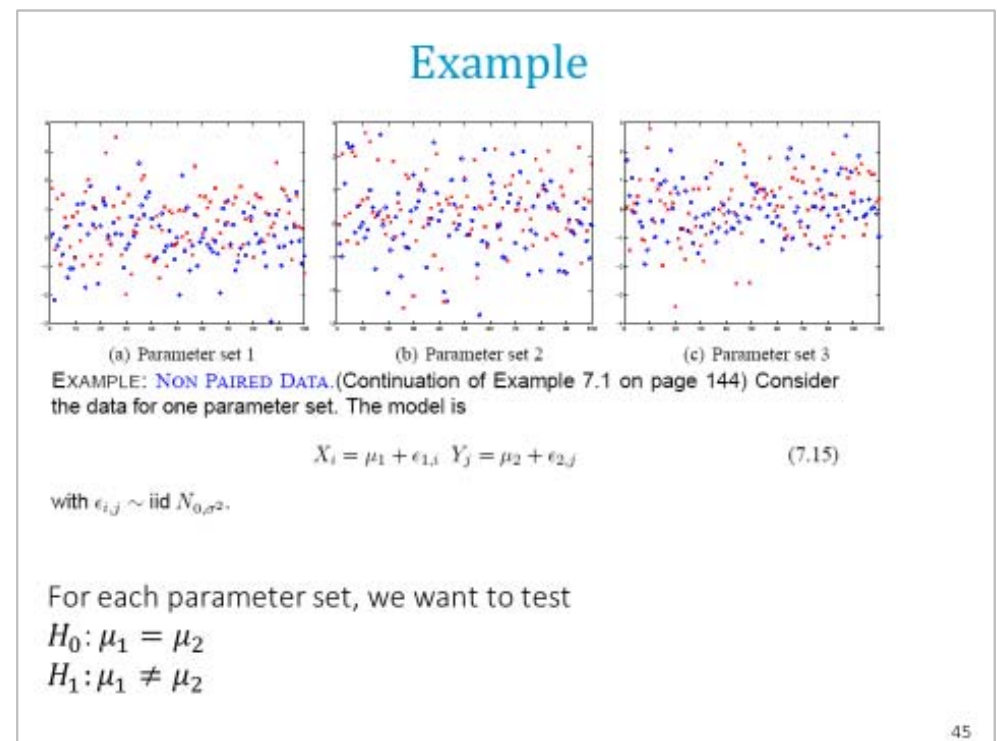 Example
(a) Parameter set 1
(b) Parameter set 2
(c) Parameter set 3
EXAMPLE: NON PAIRED DATA.(Continuation of Example 7.1 on page 144) Consider
the data for one parameter set. The model is
Xᵢ = μ₁ + ϵ₁,ᵢ Yⱼ = μ₂ + ϵ₂,ⱼ (7.15)
with ϵᵢ,ⱼ ∼ iid N₀,σ².
For each parameter set, we want to test
H₀: μ₁ = μ₂
H₁: μ₁ ≠ μ₂
45